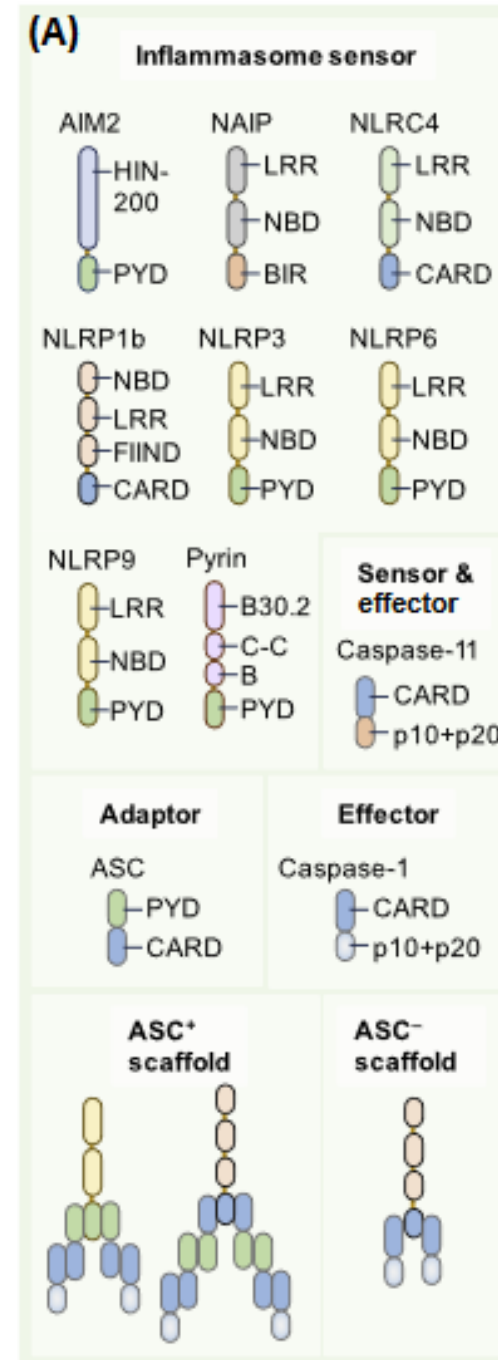 (A)
Inflammasome sensor
AIM2 NAIP NLRC4
HIN- LRR LRR
200
NBD NBD
PYD BIR CARD
NLRP1b NLRP3 NLRP6
NBD LRR LRR
LRR
FIIND NBD NBD
CARD PYD PYD
NLRP9 Pyrin
LRR B30.2
NBD C-C
B
PYD PYD
Sensor &
effector
Caspase-11
CARD
p10+p20
Adaptor
ASC
PYD
CARD
Effector
Caspase-1
CARD
p10+p20
ASC⁺
scaffold
ASC⁻
scaffold